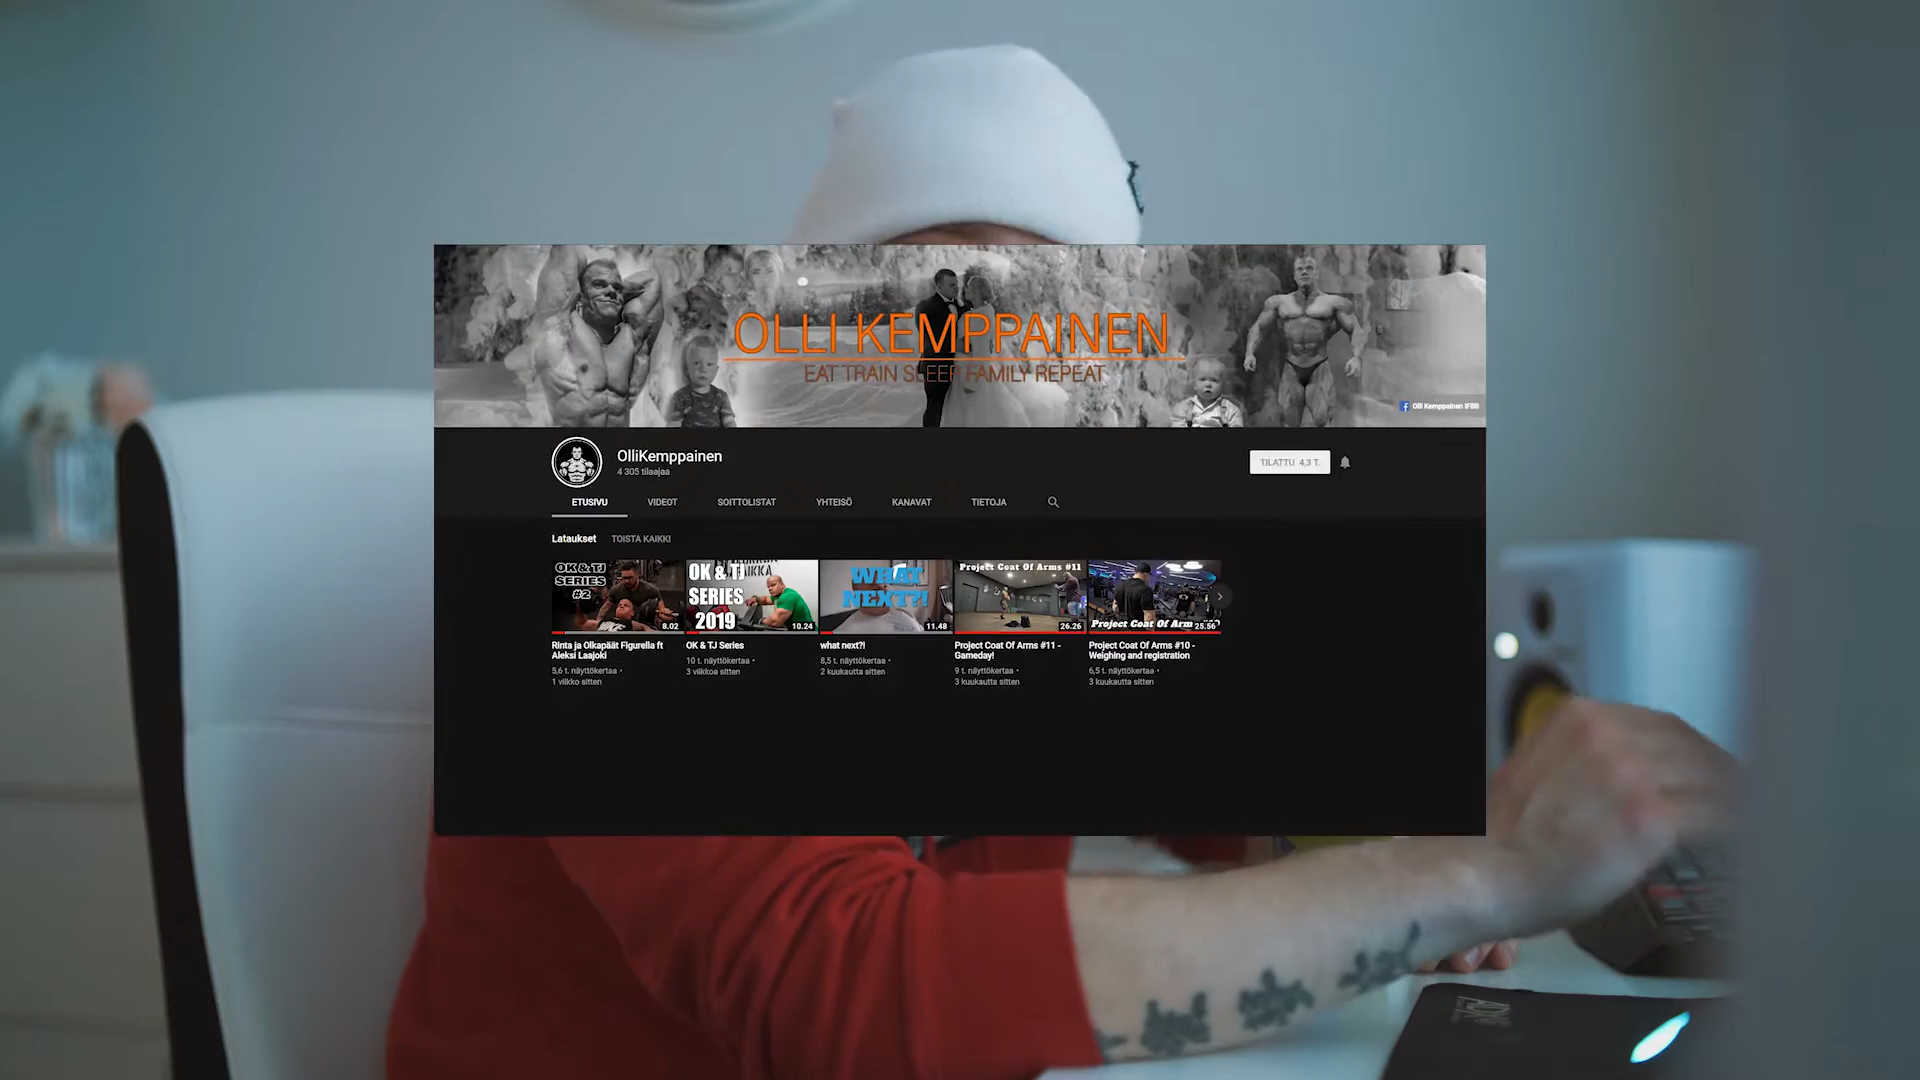 OLLI KEMPPAINEN
EAT TRAIN SLEEP FAMILY REPEAT
Olli Kemppainen IFBB
OlliKemppainen
4 305 tilaajaa
TILATTU 4,3 T.
ETUSIVU VIDEOT SOITTOLISTAT YHTEISÖ KANAVAT TIETOJA
Lataukset TOISTA KAIKKI
OK & TJ
SERIES
#2
8.02
OK & TJ
SERIES
2019
10.24
WHAT
NEXT?!
11.48
Project Coat Of Arms #11
26.26
Project Coat Of Arm
25.56
Rinta ja Olkapäät Figurella ft
Aleksi Laajoki
5,6 t. näyttökertaa •
1 viikko sitten
OK & TJ Series
10 t. näyttökertaa •
3 viikkoa sitten
what next?!
8,5 t. näyttökertaa •
2 kuukautta sitten
Project Coat Of Arms #11 -
Gameday!
9 t. näyttökertaa •
3 kuukautta sitten
Project Coat Of Arms #10 -
Weighing and registration
6,5 t. näyttökertaa •
3 kuukautta sitten